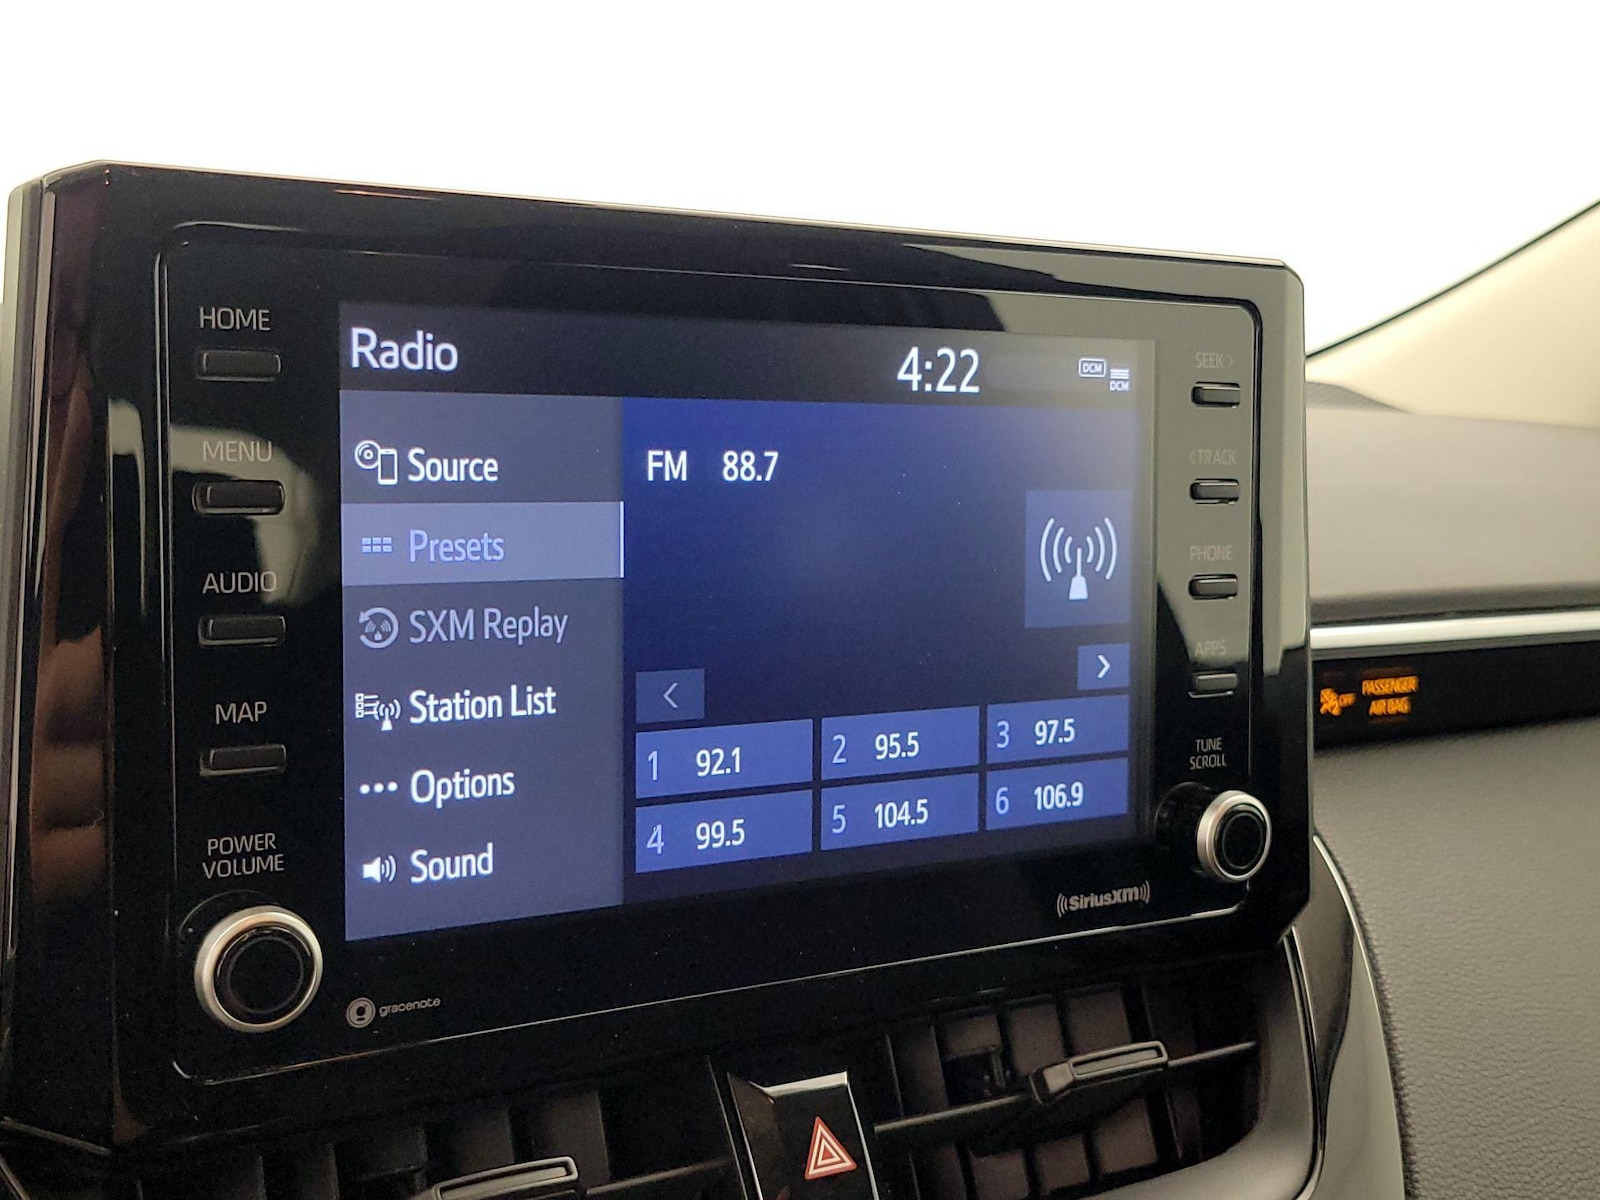 HOME
MENU
AUDIO
MAP
POWER
VOLUME
Radio
4:22
DCM
DCM
Source
Presets
SXM Replay
Station List
Options
Sound
FM 88.7
1 92.1
2 95.5
3 97.5
4 99.5
5 104.5
6 106.9
SEEK >
< TRACK
PHONE
APPS
TUNE
SCROLL
gracenote
SiriusXM
OFF
PASSENGER
AIR BAG